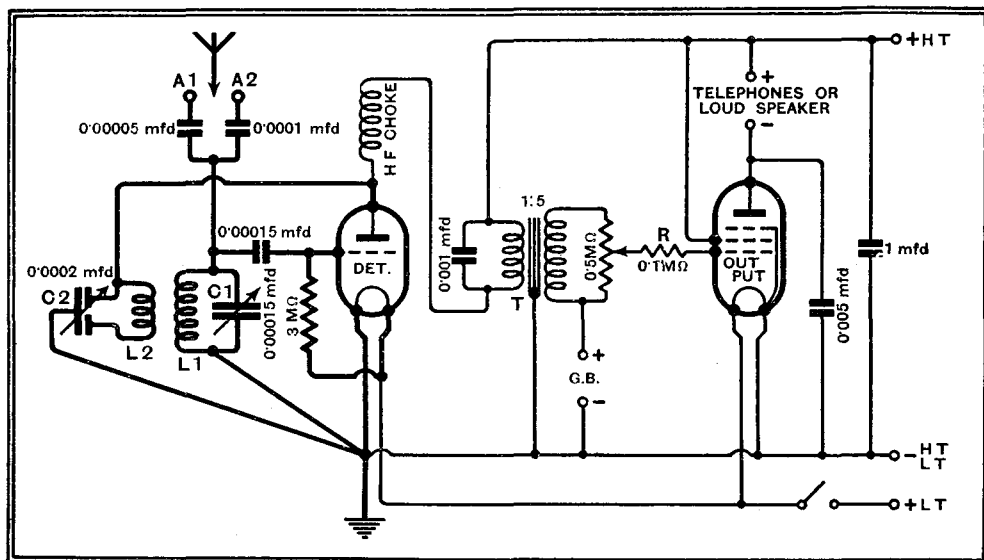 A1 A2
0·00005 mfd 0·0001 mfd
HF CHOKE
+HT
+
TELEPHONES OR
LOUD SPEAKER
−
0·00015 mfd
DET.
0·0002 mfd
C2
L2
C1
L1
0·00015 mfd
3 MΩ
0·001 mfd
1:5
T
0·5MΩ
R
0·1MΩ
OUT
PUT
+
G.B.
−
0·005 mfd
1 mfd
− HT
LT
+LT